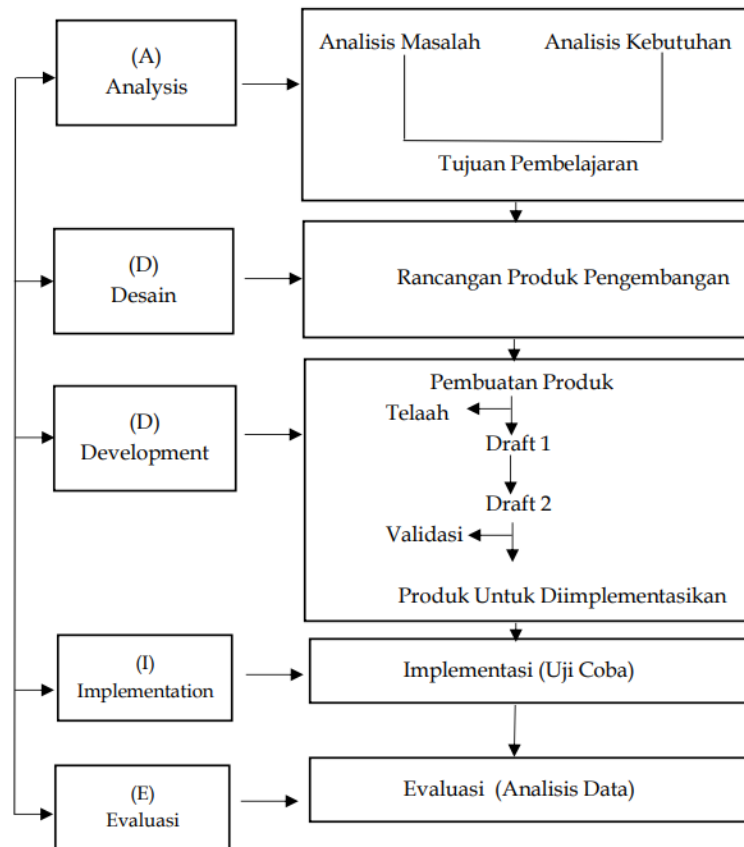 (A)
Analysis
Analisis Masalah
Analisis Kebutuhan
Tujuan Pembelajaran
(D)
Desain
Rancangan Produk Pengembangan
(D)
Development
Pembuatan Produk
Telaah
Draft 1
Draft 2
Validasi
Produk Untuk Diimplementasikan
(I)
Implementation
Implementasi (Uji Coba)
(E)
Evaluasi
Evaluasi (Analisis Data)